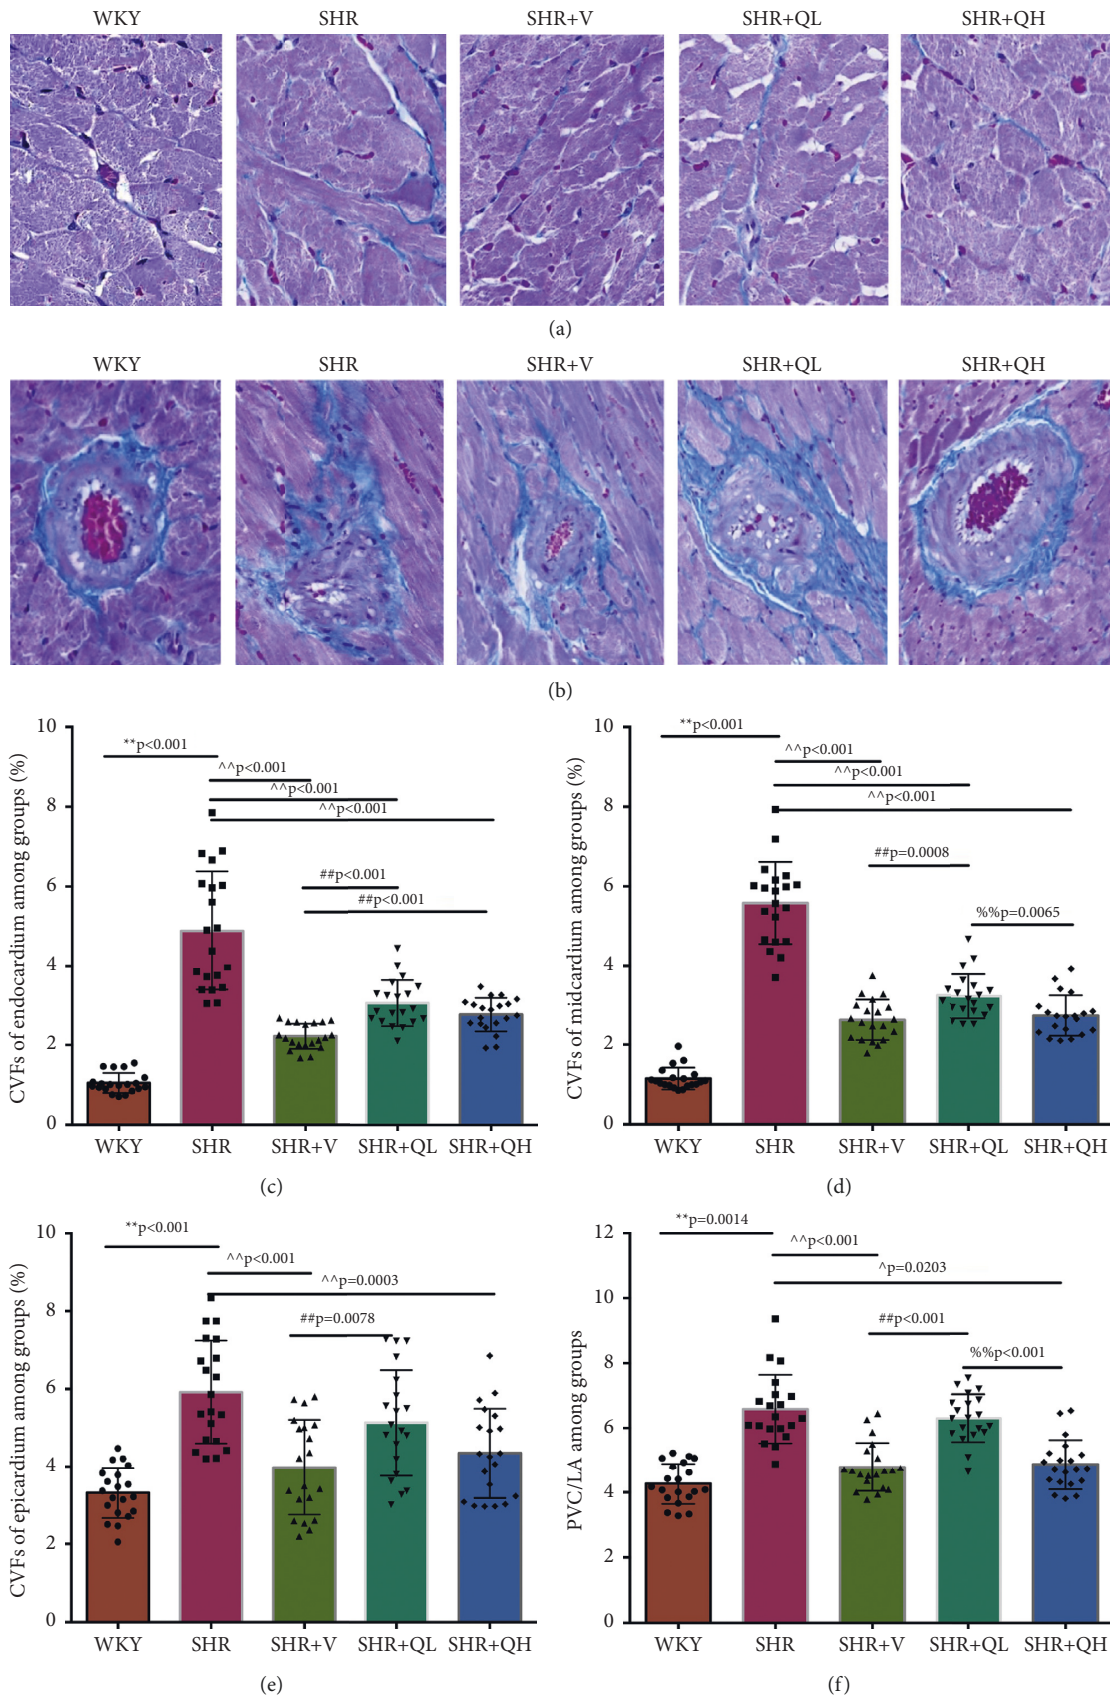 WKY SHR SHR+V SHR+QL SHR+QH
(a)
WKY SHR SHR+V SHR+QL SHR+QH
(b)
CVFs of endocardium among groups (%)
10
8
6
4
2
0
**p<0.001
^^p<0.001
^^p<0.001
^^p<0.001
##p<0.001
##p<0.001
WKY SHR SHR+V SHR+QL SHR+QH
(c)
CVFs of midcardium among groups (%)
10
8
6
4
2
0
**p<0.001
^^p<0.001
^^p<0.001
^^p<0.001
##p=0.0008
%%p=0.0065
WKY SHR SHR+V SHR+QL SHR+QH
(d)
CVFs of epicardium among groups (%)
10
8
6
4
2
0
**p<0.001
^^p<0.001
^^p=0.0003
##p=0.0078
WKY SHR SHR+V SHR+QL SHR+QH
(e)
PVC/LA among groups
12
10
8
6
4
2
0
**p=0.0014
^^p<0.001
^p=0.0203
##p<0.001
%%p<0.001
WKY SHR SHR+V SHR+QL SHR+QH
(f)